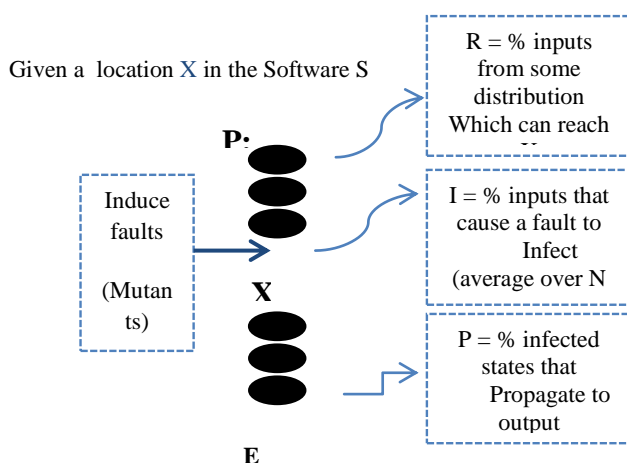 Given a location X in the Software S
R = % inputs
from some
distribution
Which can reach
P:
Induce
faults
(Mutan
ts)
I = % inputs that
cause a fault to
Infect
(average over N
X
P = % infected
states that
Propagate to
output
E